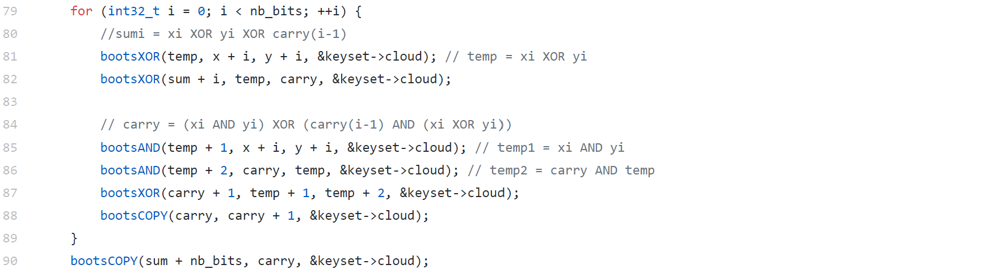 79 for (int32_t i = 0; i < nb_bits; ++i) {
80 //sumi = xi XOR yi XOR carry(i-1)
81 bootsXOR(temp, x + i, y + i, &keyset->cloud); // temp = xi XOR yi
82 bootsXOR(sum + i, temp, carry, &keyset->cloud);
83
84 // carry = (xi AND yi) XOR (carry(i-1) AND (xi XOR yi))
85 bootsAND(temp + 1, x + i, y + i, &keyset->cloud); // temp1 = xi AND yi
86 bootsAND(temp + 2, carry, temp, &keyset->cloud); // temp2 = carry AND temp
87 bootsXOR(carry + 1, temp + 1, temp + 2, &keyset->cloud);
88 bootsCOPY(carry, carry + 1, &keyset->cloud);
89 }
90 bootsCOPY(sum + nb_bits, carry, &keyset->cloud);